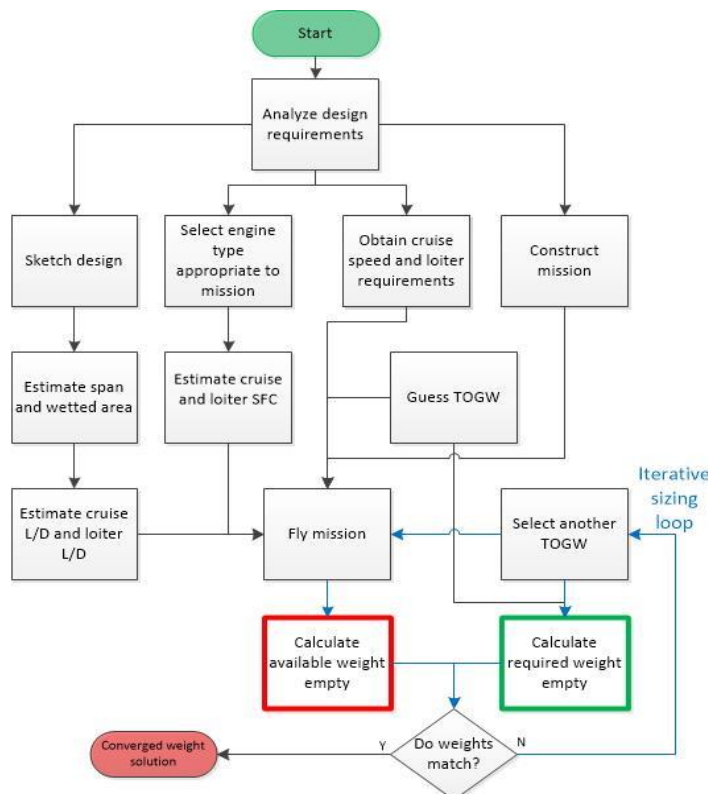 Start
Analyze design
requirements
Sketch design
Select engine
type
appropriate to
mission
Obtain cruise
speed and loiter
requirements
Construct
mission
Estimate span
and wetted area
Estimate cruise
and loiter SFC
Guess TOGW
Estimate cruise
L/D and loiter
L/D
Fly mission
Select another
TOGW
Iterative
sizing
loop
Calculate
available weight
empty
Calculate
required weight
empty
Converged weight
solution
Y
Do weights
match?
N